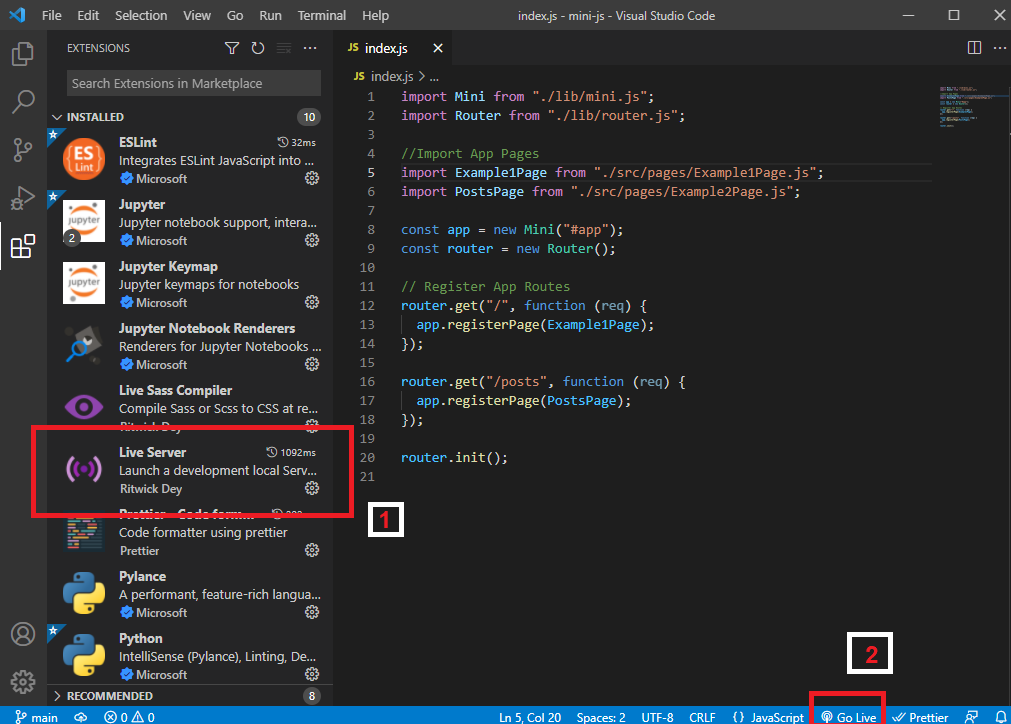 File Edit Selection View Go Run Terminal Help
index.js - mini-js - Visual Studio Code
EXTENSIONS
Search Extensions in Marketplace
INSTALLED 10
ES Lint
ESLint 32ms
Integrates ESLint JavaScript into ...
Microsoft
jupyter
2
Jupyter
Jupyter notebook support, intera...
Microsoft
jupyter
Jupyter Keymap
Jupyter keymaps for notebooks
Microsoft
Jupyter Notebook Renderers
Renderers for Jupyter Notebooks ...
Microsoft
Live Sass Compiler
Compile Sass or Scss to CSS at re...
Ritwick Dey
Live Server 1092ms
Launch a development local Serv...
Ritwick Dey
Prettier - Code form...
Code formatter using prettier
Prettier
Pylance
A performant, feature-rich langua...
Microsoft
Python
IntelliSense (Pylance), Linting, De...
Microsoft
RECOMMENDED 8
JS index.js
JS index.js > ...
1 import Mini from "./lib/mini.js";
2 import Router from "./lib/router.js";
3
4 //Import App Pages
5 import Example1Page from "./src/pages/Example1Page.js";
6 import PostsPage from "./src/pages/Example2Page.js";
7
8 const app = new Mini("#app");
9 const router = new Router();
10
11 // Register App Routes
12 router.get("/", function (req) {
13 app.registerPage(Example1Page);
14 });
15
16 router.get("/posts", function (req) {
17 app.registerPage(PostsPage);
18 });
19
20 router.init();
21
1
2
main 0 0 Ln 5, Col 20 Spaces: 2 UTF-8 CRLF {} JavaScript Go Live Prettier